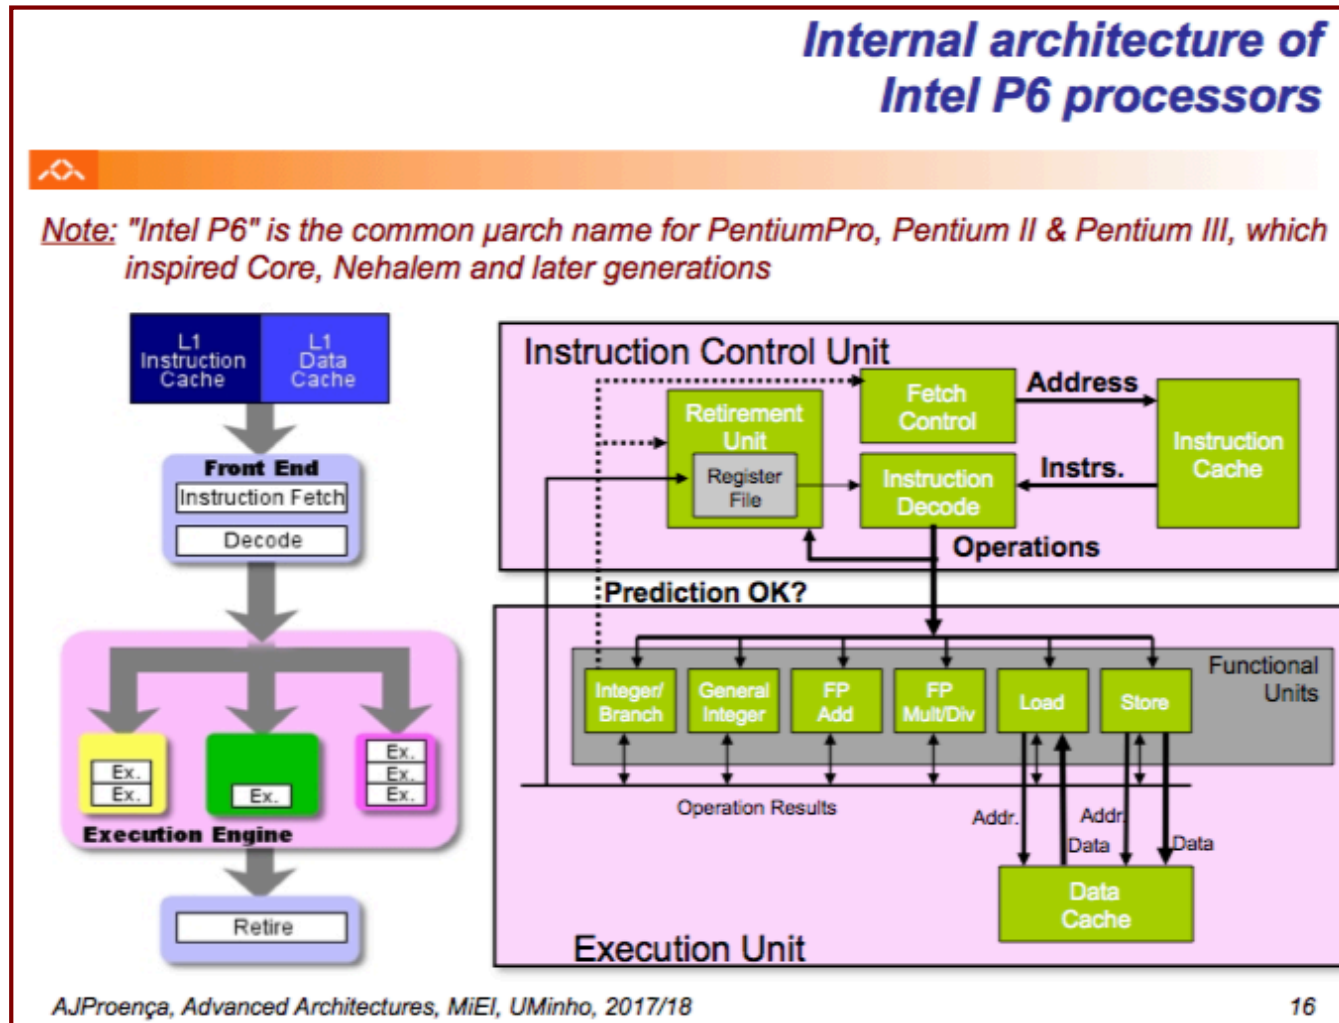 Internal architecture of
Intel P6 processors
Note: "Intel P6" is the common µarch name for PentiumPro, Pentium II & Pentium III, which
inspired Core, Nehalem and later generations
L1
Instruction
Cache
L1
Data
Cache
Front End
Instruction Fetch
Decode
Ex.
Ex.
Ex.
Ex.
Ex.
Ex.
Execution Engine
Retire
Instruction Control Unit
Retirement
Unit
Register
File
Fetch
Control
Address
Instruction
Cache
Instruction
Decode
Instrs.
Operations
Prediction OK?
Functional
Units
Integer/
Branch
General
Integer
FP
Add
FP
Mult/Div
Load
Store
Operation Results
Addr.
Data
Addr.
Data
Data
Cache
Execution Unit
AJProença, Advanced Architectures, MiEI, UMinho, 2017/18
16